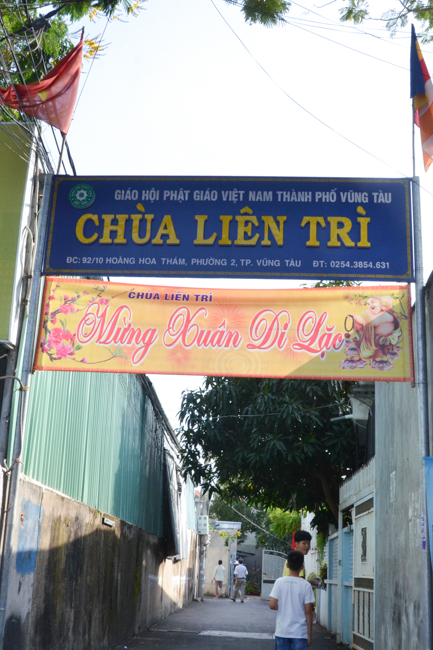 GIÁO HỘI PHẬT GIÁO VIỆT NAM THÀNH PHỐ VŨNG TÀU
CHÙA LIÊN TRÌ
ĐC: 92/10 HOÀNG HOA THÁM, PHƯỜNG 2, TP. VŨNG TÀU ĐT: 0254.3854.631
CHÙA LIÊN TRÌ
Mừng Xuân Di Lặc